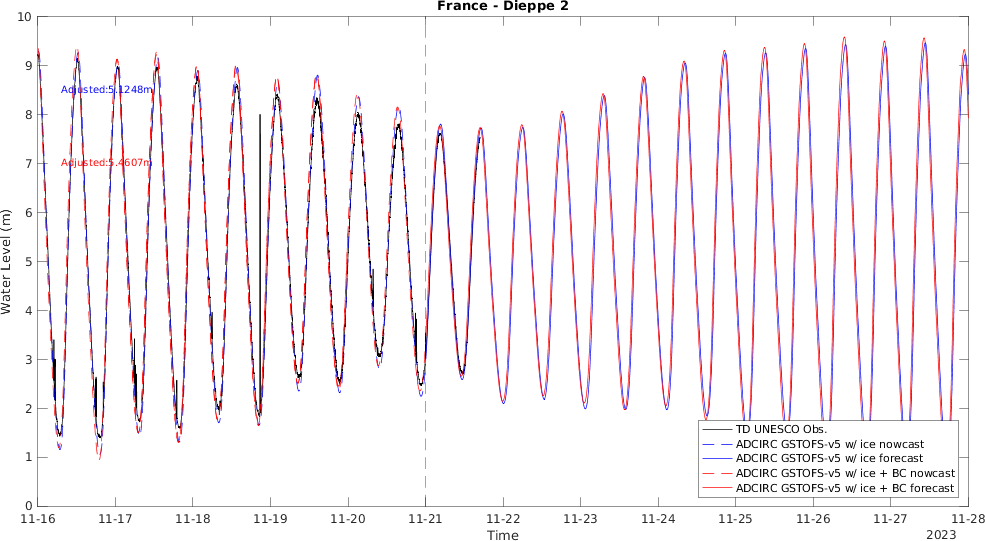 France - Dieppe 2
Water Level (m)
10
9
8
7
6
5
4
3
2
1
0
Adjusted:5.1248m
Adjusted:5.4607m
TD UNESCO Obs.
ADCIRC GSTOFS-v5 w/ ice nowcast
ADCIRC GSTOFS-v5 w/ ice forecast
ADCIRC GSTOFS-v5 w/ ice + BC nowcast
ADCIRC GSTOFS-v5 w/ ice + BC forecast
11-16 11-17 11-18 11-19 11-20 11-21 11-22 11-23 11-24 11-25 11-26 11-27 11-28
Time
2023